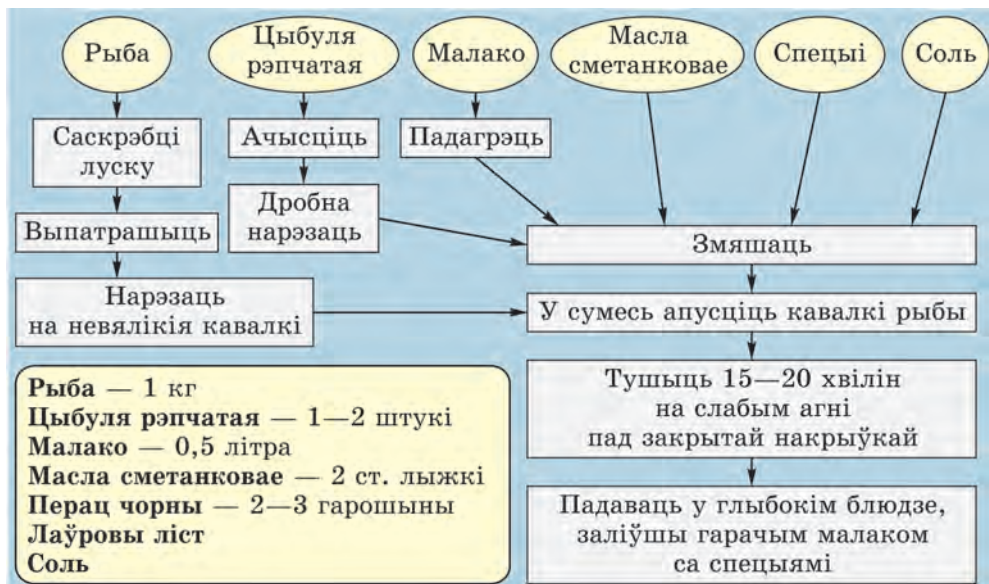 Рыба
Цыбуля
рэпчатая
Малако
Масла
сметанковае
Спецыі
Соль
Саскрэбці
луску
Ачысціць
Падагрэць
Дробна
нарэзаць
Выпатрашыць
Змяшаць
Нарэзаць
на невялікія кавалкі
У сумесь апусціць кавалкі рыбы
Рыба — 1 кг
Цыбуля рэпчатая — 1—2 штукі
Малако — 0,5 літра
Масла сметанковае — 2 ст. лыжкі
Перац чорны — 2—3 гарошыны
Лаўровы ліст
Соль
Тушыць 15—20 хвілін
на слабым агні
пад закрытай накрыўкай
Падаваць у глыбокім блюдзе,
заліўшы гарачым малаком
са спецыямі